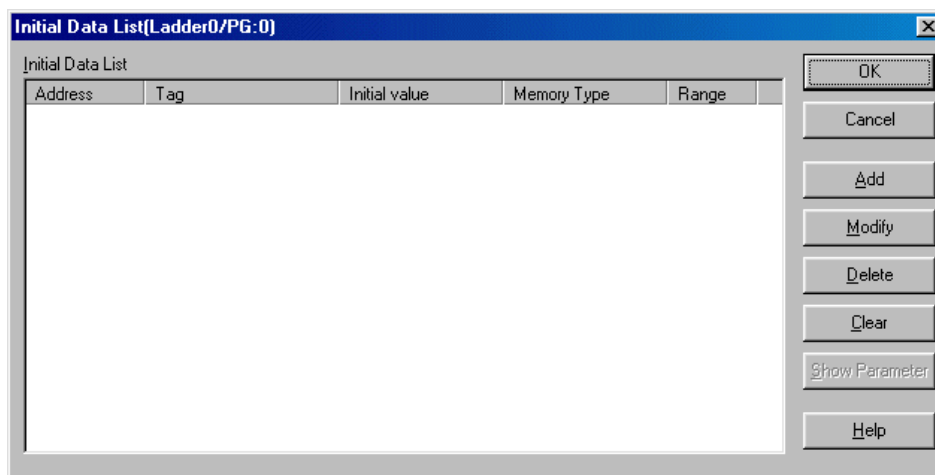 Initial Data List(Ladder0/PG:0)
Initial Data List
Address Tag Initial value Memory Type Range
OK
Cancel
Add
Modify
Delete
Clear
Show Parameter
Help